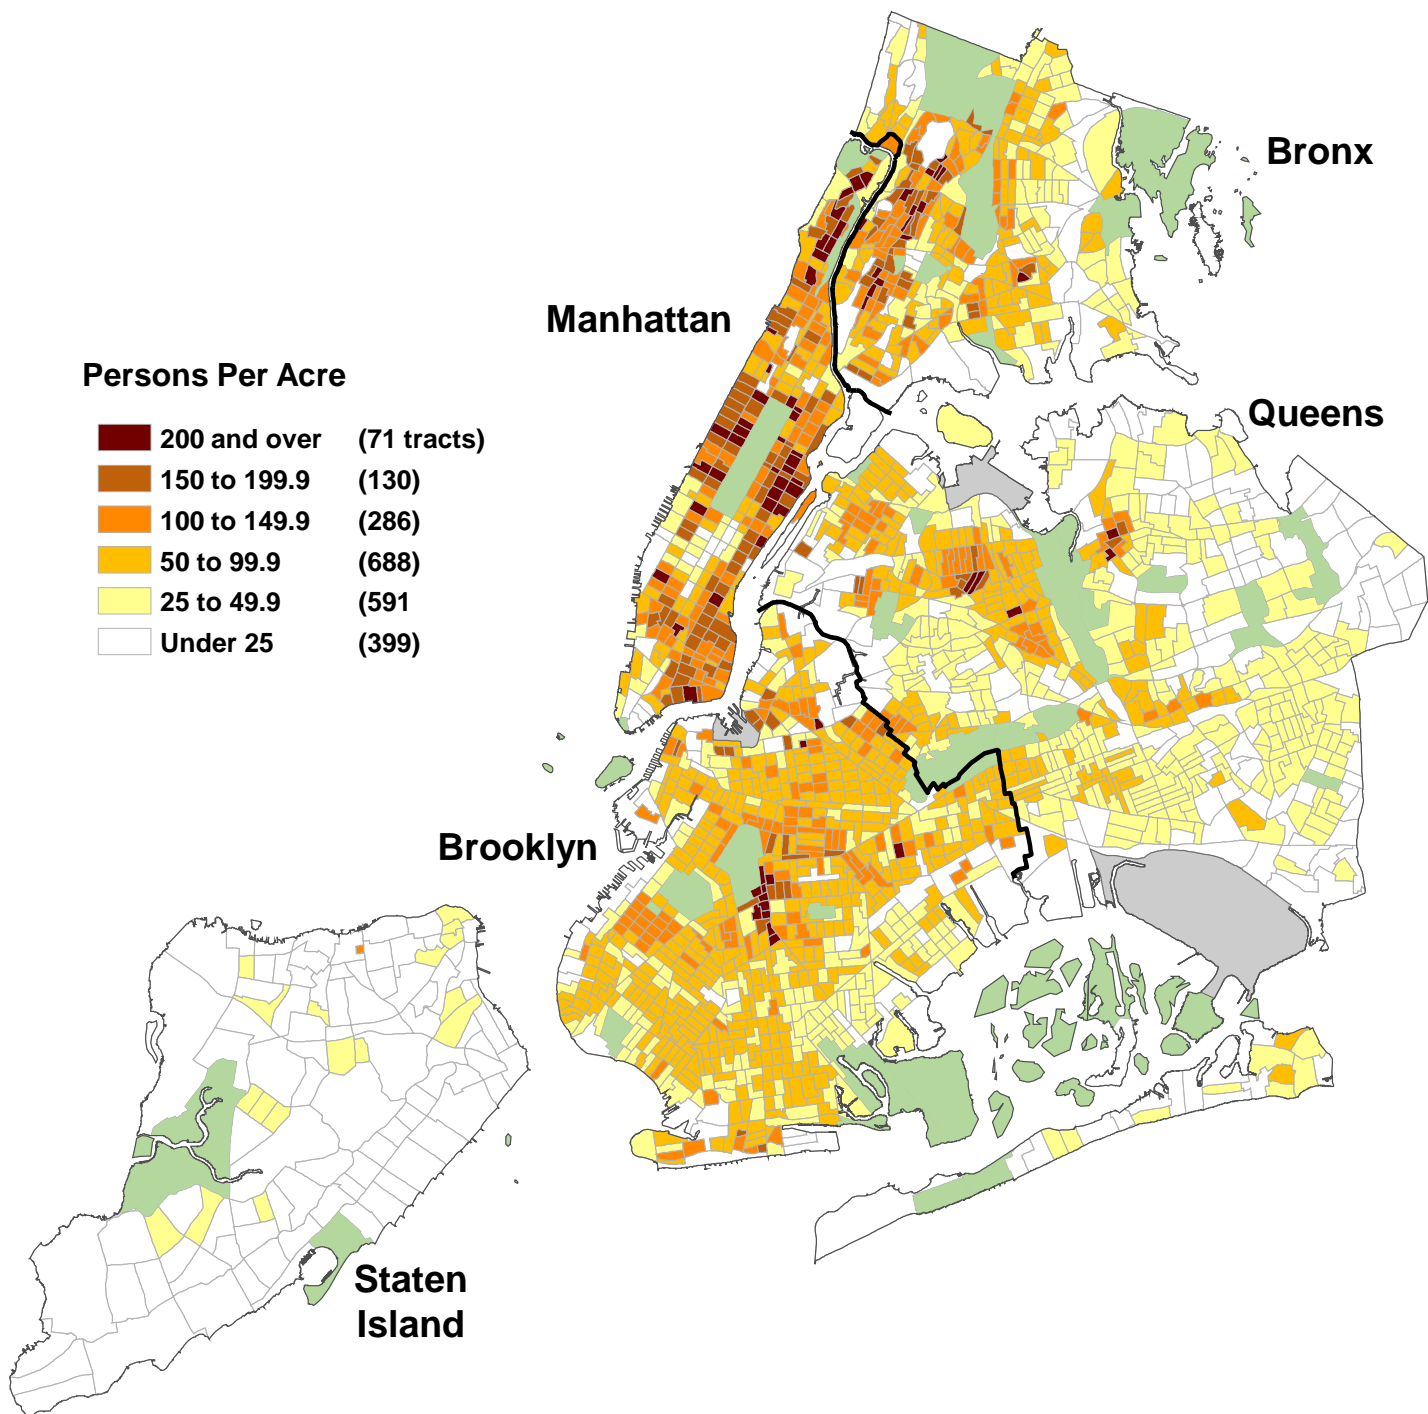 Bronx
Manhattan
Persons Per Acre
200 and over (71 tracts)
150 to 199.9 (130)
100 to 149.9 (286)
50 to 99.9 (688)
25 to 49.9 (591
Under 25 (399)
Queens
Brooklyn
Staten
Island